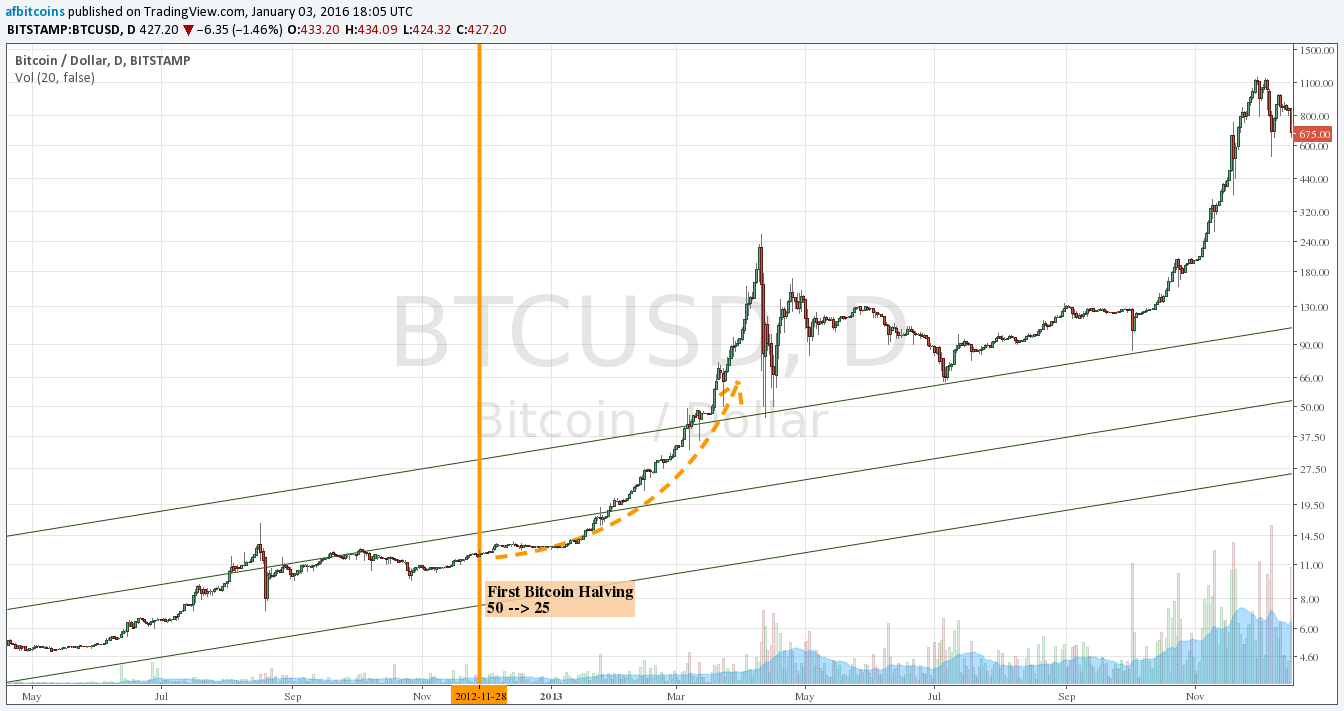 afbitcoins published on TradingView.com, January 03, 2016 18:05 UTC
BITSTAMP:BTCUSD, D 427.20 ▼ −6.35 (−1.46%) O:433.20 H:434.09 L:424.32 C:427.20
Bitcoin / Dollar, D, BITSTAMP
Vol (20, false)
BTCUSD, D
Bitcoin / Dollar
First Bitcoin Halving
50 --> 25
1500.00
1100.00
800.00
675.00
600.00
440.00
320.00
240.00
180.00
130.00
90.00
66.00
50.00
37.50
27.50
19.50
14.50
11.00
8.00
6.00
4.60
May Jul Sep Nov 2012-11-28 2013 Mar May Jul Sep Nov